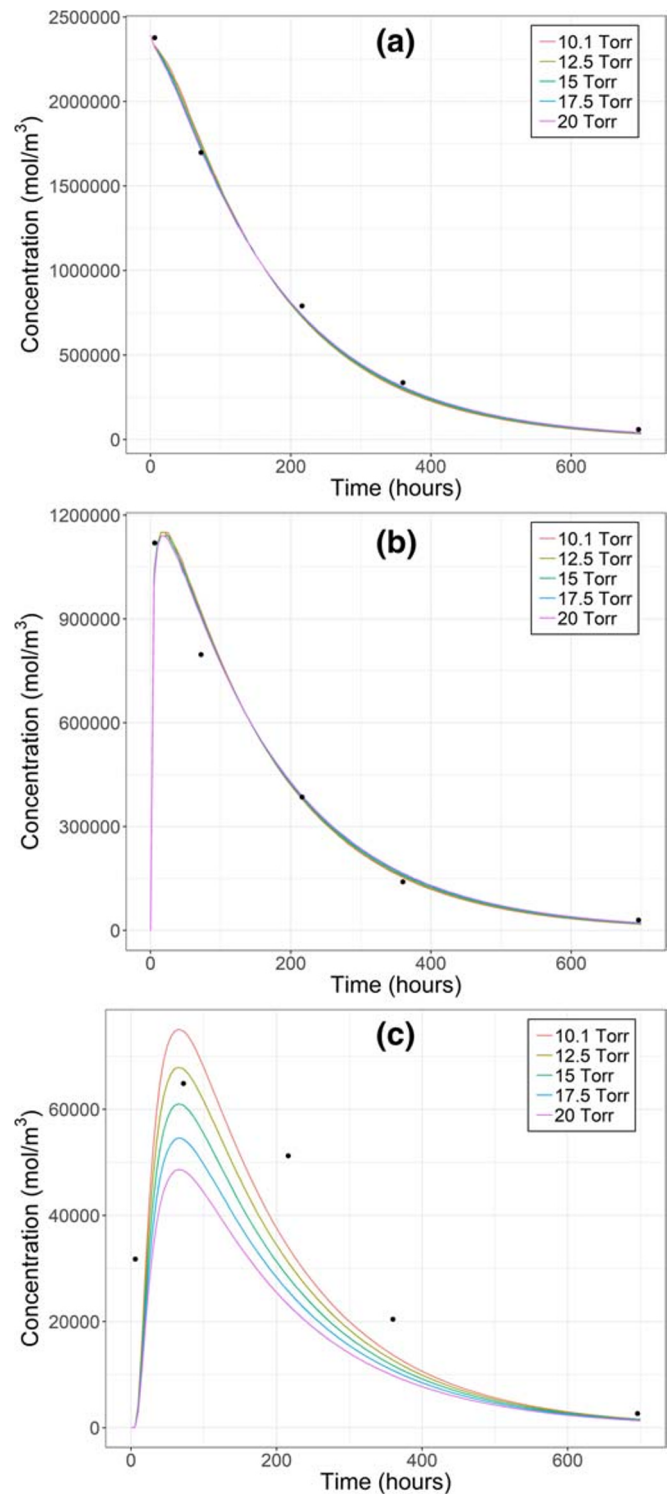 (a)
10.1 Torr
12.5 Torr
15 Torr
17.5 Torr
20 Torr
2500000
2000000
1500000
1000000
500000
0
Concentration (mol/m³)
0 200 400 600
Time (hours)
(b)
10.1 Torr
12.5 Torr
15 Torr
17.5 Torr
20 Torr
1200000
900000
600000
300000
0
Concentration (mol/m³)
0 200 400 600
Time (hours)
(c)
10.1 Torr
12.5 Torr
15 Torr
17.5 Torr
20 Torr
60000
40000
20000
0
Concentration (mol/m³)
0 200 400 600
Time (hours)